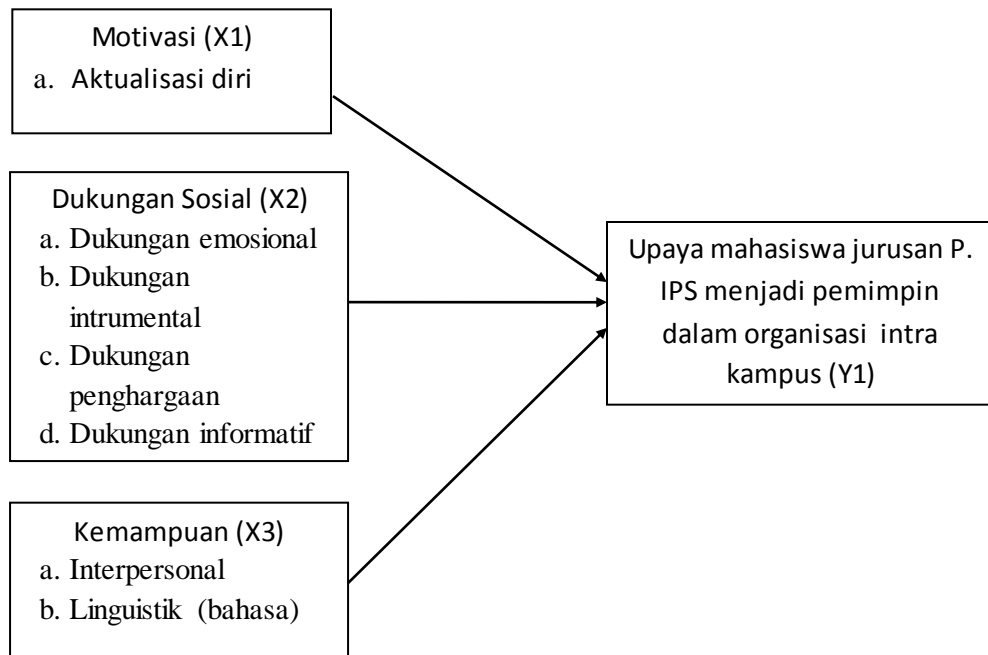 Motivasi (X1)
a. Aktualisasi diri
Dukungan Sosial (X2)
a. Dukungan emosional
b. Dukungan
intrumental
c. Dukungan
penghargaan
d. Dukungan informatif
Kemampuan (X3)
a. Interpersonal
b. Linguistik (bahasa)
Upaya mahasiswa jurusan P.
IPS menjadi pemimpin
dalam organisasi intra
kampus (Y1)